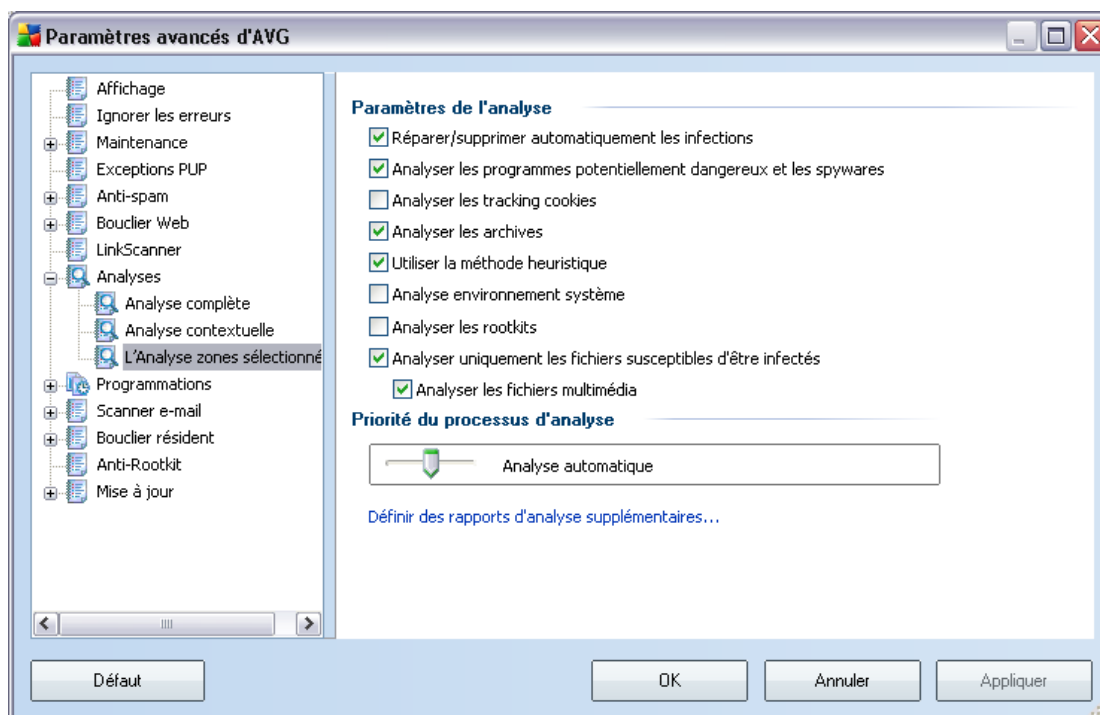 Paramètres avancés d'AVG
Affichage
Ignorer les erreurs
Maintenance
Exceptions PUP
Anti-spam
Bouclier Web
LinkScanner
Analyses
Analyse complète
Analyse contextuelle
L'Analyse zones sélectionné
Programmations
Scanner e-mail
Bouclier résident
Anti-Rootkit
Mise à jour
Paramètres de l'analyse
Réparer/supprimer automatiquement les infections
Analyser les programmes potentiellement dangereux et les spywares
Analyser les tracking cookies
Analyser les archives
Utiliser la méthode heuristique
Analyse environnement système
Analyser les rootkits
Analyser uniquement les fichiers susceptibles d'être infectés
Analyser les fichiers multimédia
Priorité du processus d'analyse
Analyse automatique
Définir des rapports d'analyse supplémentaires...
Défaut
OK
Annuler
Appliquer